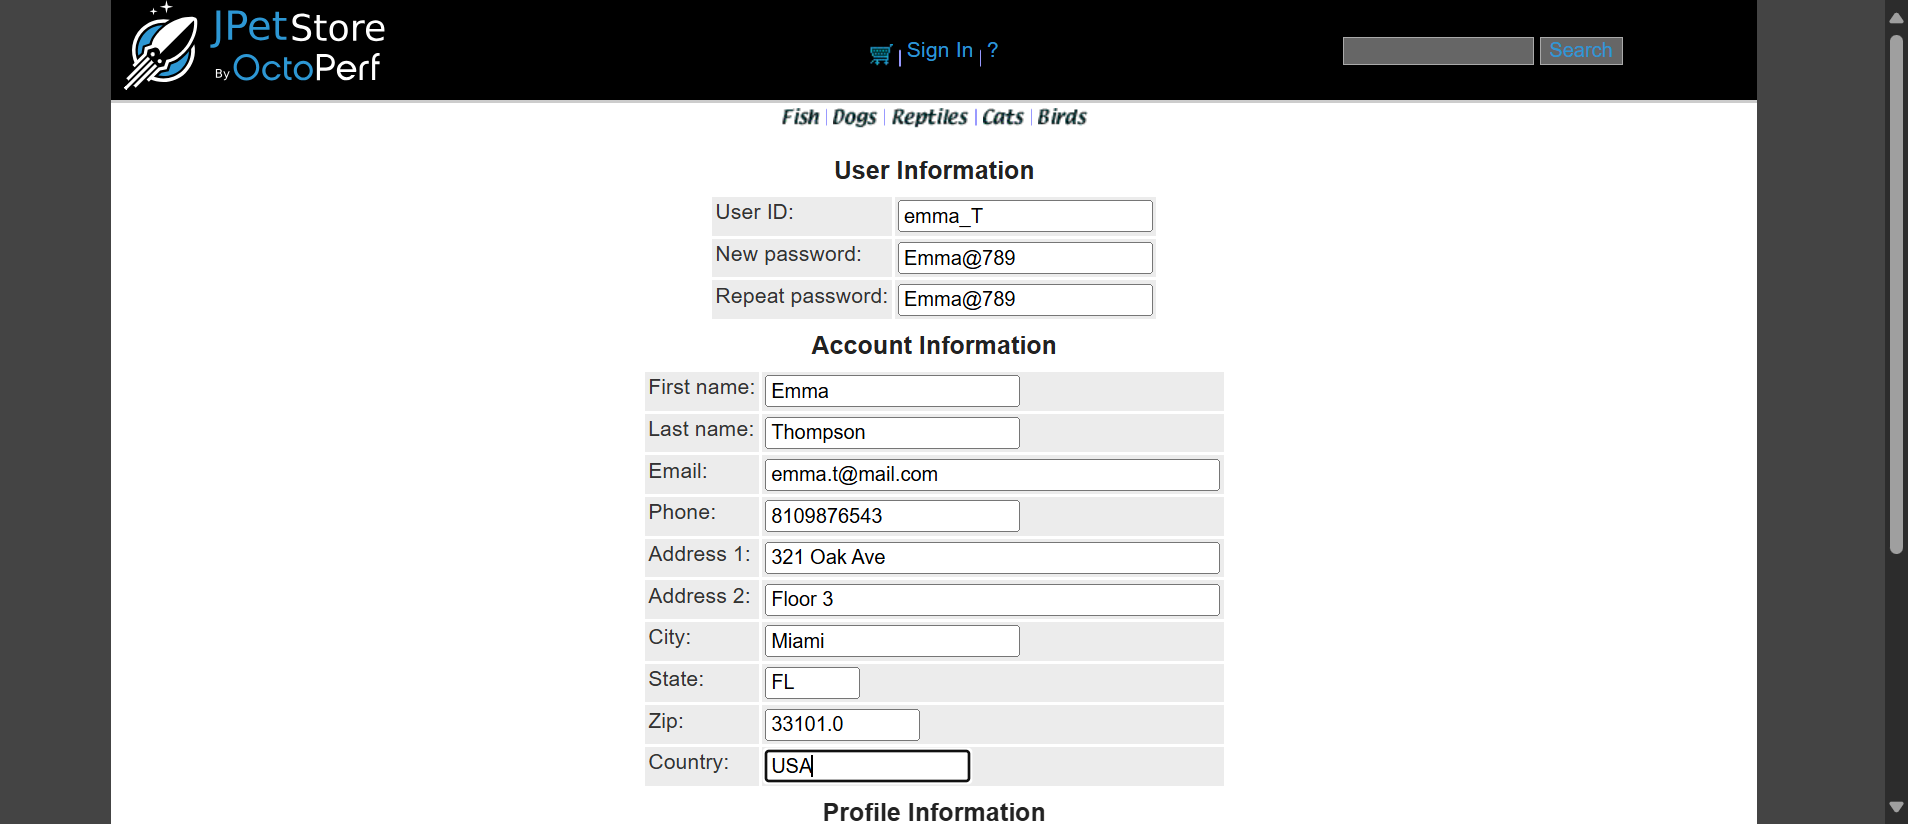 JPetStore
By OctoPerf
Sign In | ?
Search
Fish | Dogs | Reptiles | Cats | Birds
User Information
User ID: emma_T
New password: Emma@789
Repeat password: Emma@789
Account Information
First name: Emma
Last name: Thompson
Email: emma.t@mail.com
Phone: 8109876543
Address 1: 321 Oak Ave
Address 2: Floor 3
City: Miami
State: FL
Zip: 33101.0
Country: USA
Profile Information